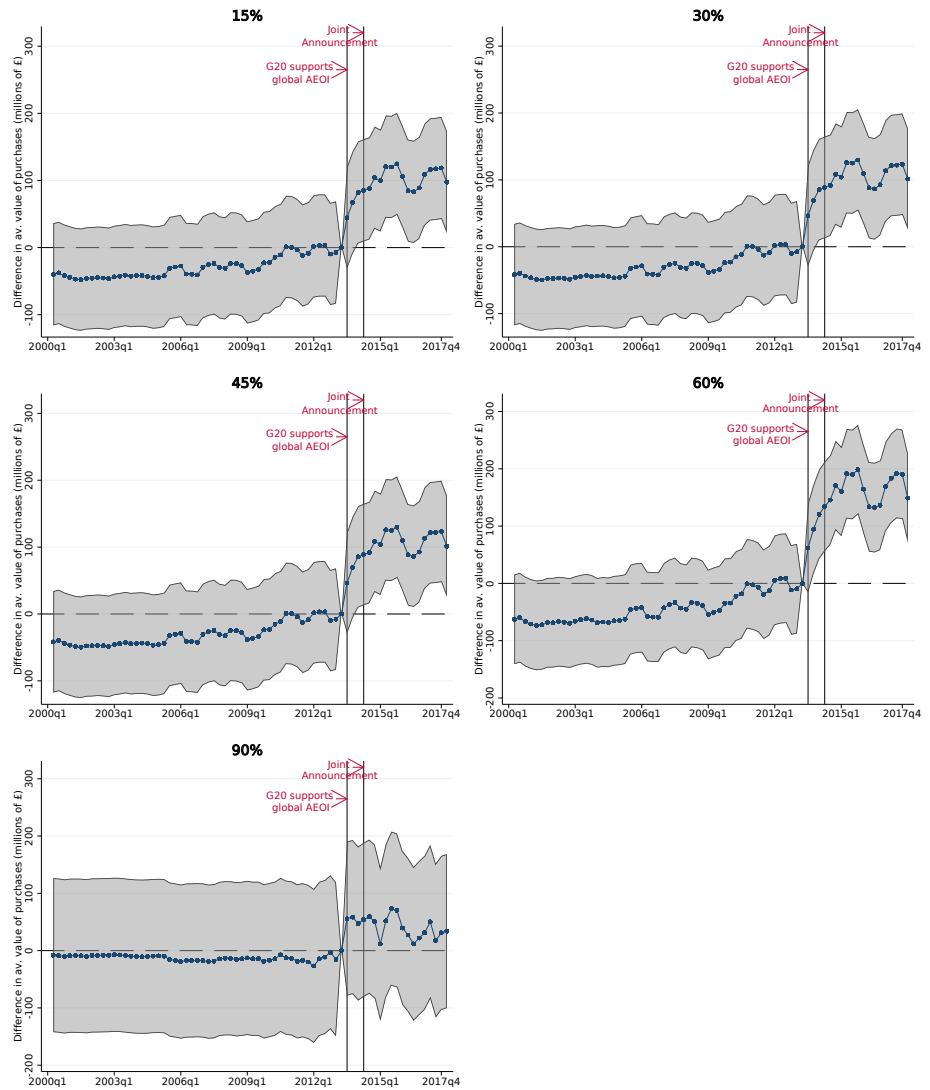 15%
Joint
Announcement
G20 supports
global AEOI
Difference in av. value of purchases (millions of £)
300
200
100
0
-100
2000q1 2003q1 2006q1 2009q1 2012q1 2015q1 2017q4
30%
Joint
Announcement
G20 supports
global AEOI
Difference in av. value of purchases (millions of £)
300
200
100
0
-100
2000q1 2003q1 2006q1 2009q1 2012q1 2015q1 2017q4
45%
Joint
Announcement
G20 supports
global AEOI
Difference in av. value of purchases (millions of £)
300
200
100
0
-100
2000q1 2003q1 2006q1 2009q1 2012q1 2015q1 2017q4
60%
Joint
Announcement
G20 supports
global AEOI
Difference in av. value of purchases (millions of £)
300
200
100
0
-100
-200
2000q1 2003q1 2006q1 2009q1 2012q1 2015q1 2017q4
90%
Joint
Announcement
G20 supports
global AEOI
Difference in av. value of purchases (millions of £)
300
200
100
0
-100
-200
2000q1 2003q1 2006q1 2009q1 2012q1 2015q1 2017q4